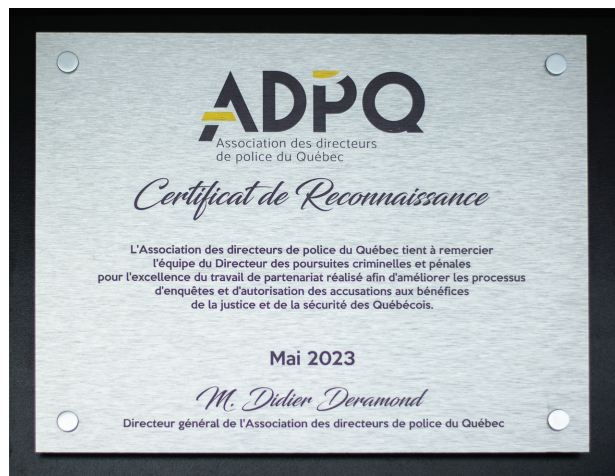 ADPQ
Association des directeurs
de police du Québec
Certificat de Reconnaissance
L'Association des directeurs de police du Québec tient à remercier
l'équipe du Directeur des poursuites criminelles et pénales
pour l'excellence du travail de partenariat réalisé afin d'améliorer les processus
d'enquêtes et d'autorisation des accusations aux bénéfices
de la justice et de la sécurité des Québécois.
Mai 2023
M. Didier Deramond
Directeur général de l'Association des directeurs de police du Québec